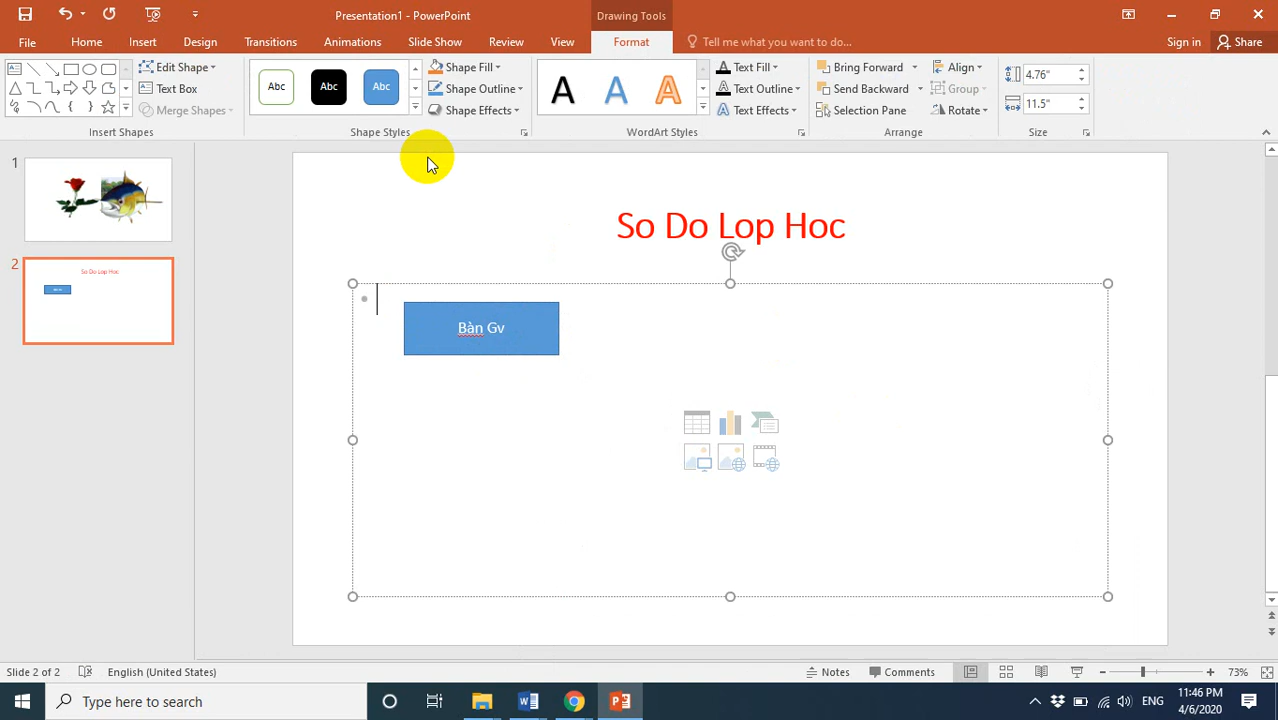 Presentation1 - PowerPoint
Drawing Tools
File
Home
Insert
Design
Transitions
Animations
Slide Show
Review
View
Format
Tell me what you want to do...
Sign in
Share
Edit Shape
Text Box
Merge Shapes
Insert Shapes
Abc
Abc
Abc
Shape Fill
Shape Outline
Shape Effects
Shape Styles
A
A
A
Text Fill
Text Outline
Text Effects
WordArt Styles
Bring Forward
Send Backward
Selection Pane
Align
Group
Rotate
Arrange
4.76"
11.5"
Size
1
2
So Do Lop Hoc
So Do Lop Hoc
Bàn Gv
Slide 2 of 2
English (United States)
Notes
Comments
73%
Type here to search
ENG
11:46 PM
4/6/2020